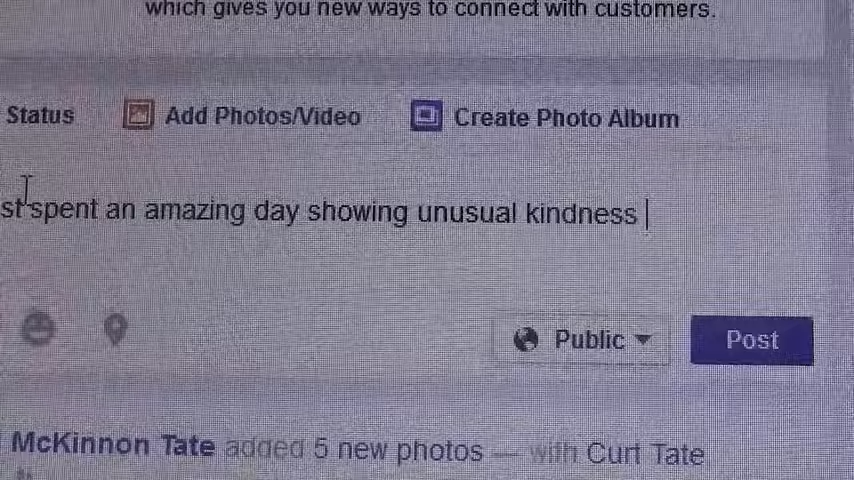 which gives you new ways to connect with customers.
Status Add Photos/Video Create Photo Album
st spent an amazing day showing unusual kindness
Public Post
McKinnon Tate added 5 new photos — with Curt Tate